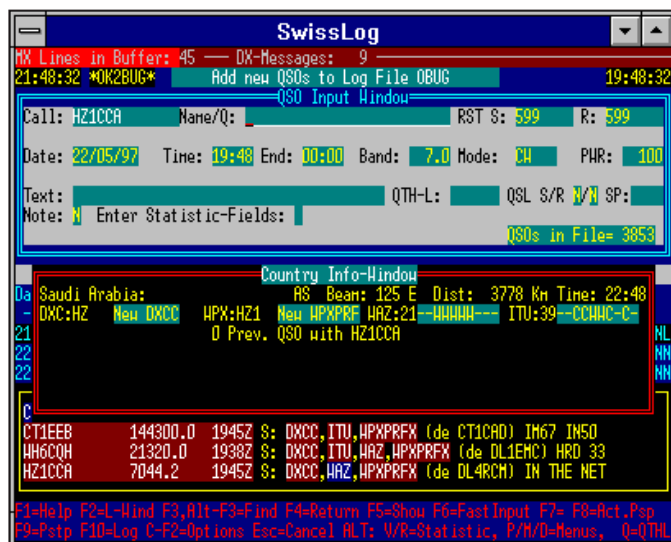 SwissLog
MX Lines in Buffer: 45 — DX-Messages: 9
21:48:32 *OK2BUG* Add new QSOs to Log File OBUG 19:48:32
QSO Input Window
Call: HZ1CCA Name/Q: RST S: 599 R: 599
Date: 22/05/97 Time: 19:48 End: 00:00 Band: 7.0 Mode: CW PWR: 100
Text: QTH-L: QSL S/R N/N SP:
Note: N Enter Statistic-Fields:
QSOs in File= 3853
Country Info-Window
Da Saudi Arabia: AS Beam: 125 E Dist: 3778 Km Time: 22:48
- DXC:HZ New DXCC WPX:HZ1 New WPXPRF WAZ:21--WWWWW--- ITU:39--CCWWC-C-
21 0 Prev. QSO with HZ1CCA NL
22 NN
22 NN
C
CT1EEB 144300.0 1945Z S: DXCC,ITU,WPXPRFX (de CT1CAD) IM67 IN50
WH6CQH 21320.0 1938Z S: DXCC,ITU,WAZ,WPXPRFX (de DL1EMC) HRD 33
HZ1CCA 7044.2 1945Z S: DXCC,WAZ,WPXPRFX (de DL4RCM) IN THE NET
F1=Help F2=L-Wind F3,Alt-F3=Find F4=Return F5=Show F6=FastInput F7= F8=Act.Psp
F9=Pstp F10=Log C-F2=Options Esc=Cancel ALT: W/R=Statistic, P/M/D=Menus, Q=QTHL